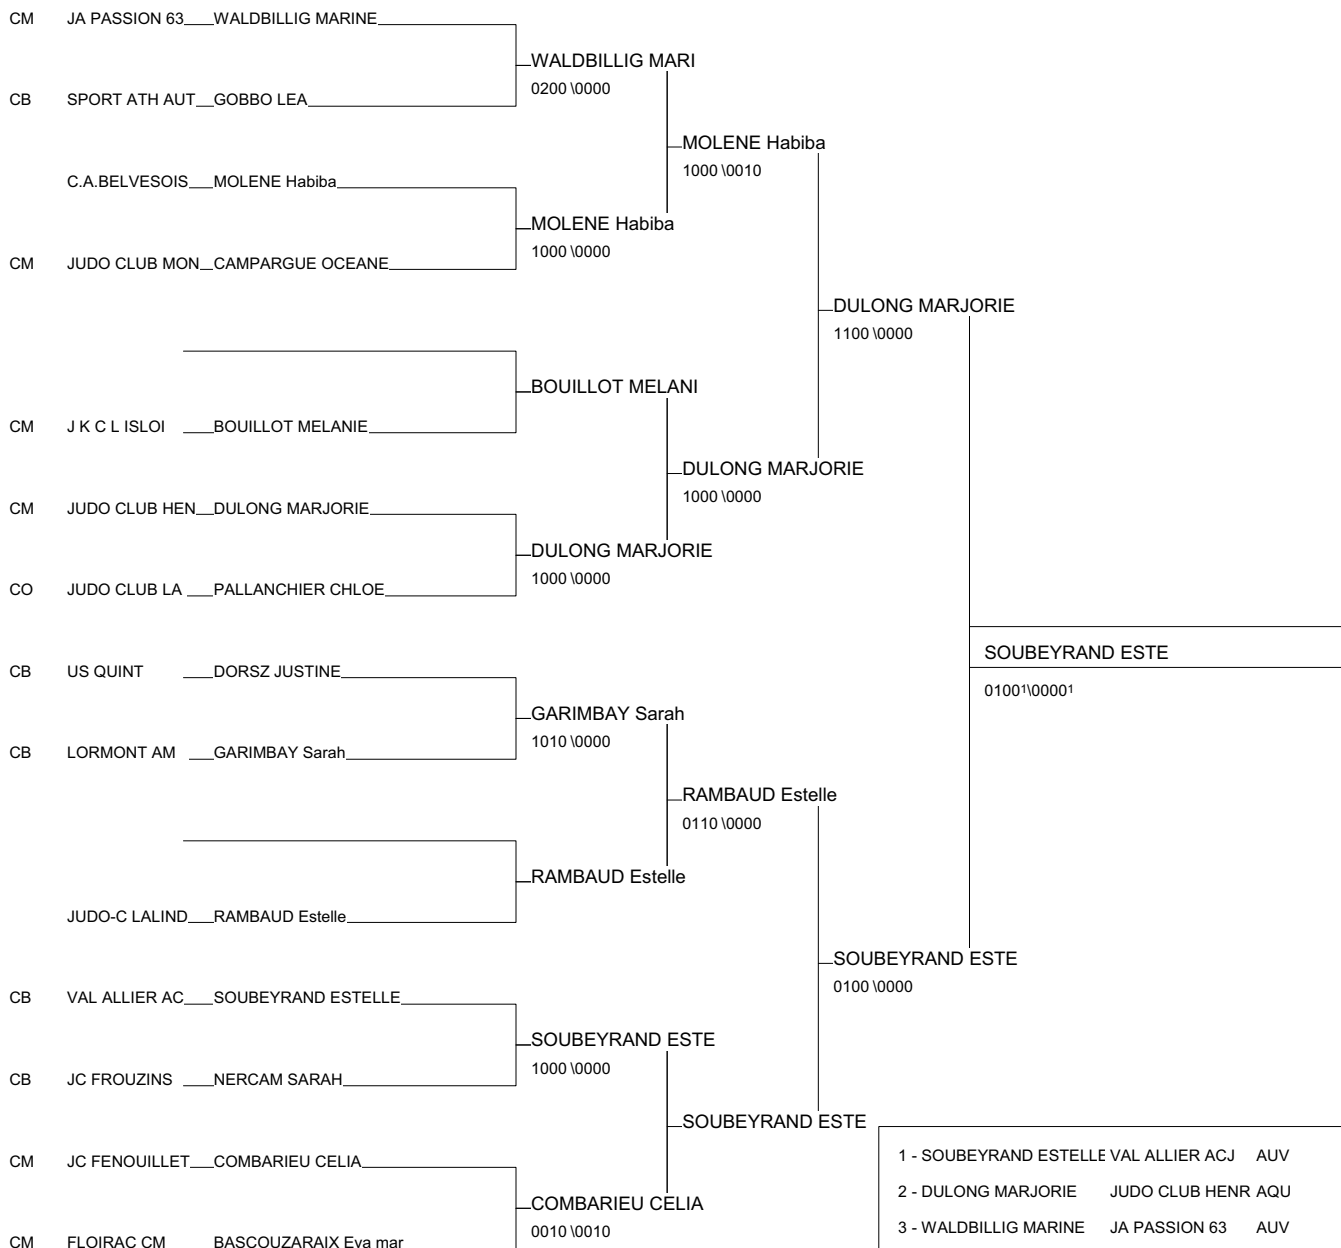 CM JA PASSION 63 WALDBILLIG MARINE
WALDBILLIG MARI
0200 \0000
CB SPORT ATH AUT GOBBO LEA
MOLENE Habiba
1000 \0010
C.A.BELVESOIS MOLENE Habiba
MOLENE Habiba
1000 \0000
CM JUDO CLUB MON CAMPARGUE OCEANE
DULONG MARJORIE
1100 \0000
BOUILLOT MELANI
CM J K C L ISLOI BOUILLOT MELANIE
DULONG MARJORIE
1000 \0000
CM JUDO CLUB HEN DULONG MARJORIE
DULONG MARJORIE
1000 \0000
CO JUDO CLUB LA PALLANCHIER CHLOE
SOUBEYRAND ESTE
0100¹\0000¹
CB US QUINT DORSZ JUSTINE
GARIMBAY Sarah
1010 \0000
CB LORMONT AM GARIMBAY Sarah
RAMBAUD Estelle
0110 \0000
RAMBAUD Estelle
JUDO-C LALIND RAMBAUD Estelle
SOUBEYRAND ESTE
0100 \0000
CB VAL ALLIER AC SOUBEYRAND ESTELLE
SOUBEYRAND ESTE
1000 \0000
CB JC FROUZINS NERCAM SARAH
SOUBEYRAND ESTE
CM JC FENOUILLET COMBARIEU CELIA
COMBARIEU CELIA
0010 \0010
CM FLOIRAC CM BASCOUZARAIX Eva mar
1 - SOUBEYRAND ESTELLE VAL ALLIER ACJ AUV
2 - DULONG MARJORIE JUDO CLUB HENR AQU
3 - WALDBILLIG MARINE JA PASSION 63 AUV